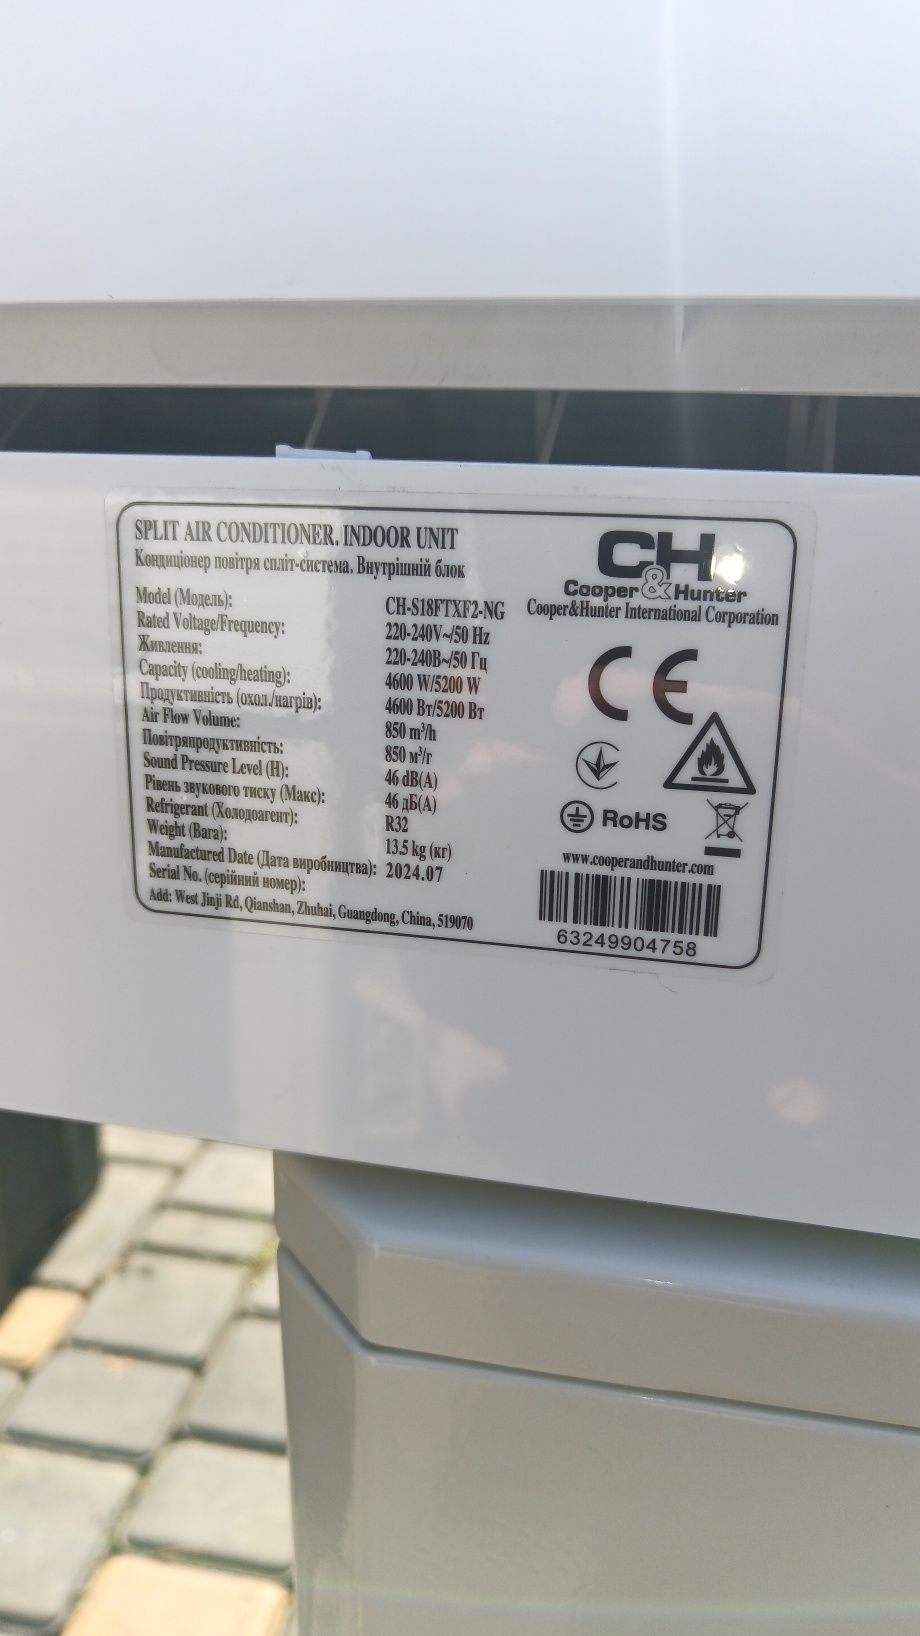 SPLIT AIR CONDITIONER. INDOOR UNIT
Кондиціонер повітря спліт-система. Внутрішній блок
CH
Cooper & Hunter
Cooper&Hunter International Corporation
Model (Модель): CH-S18FTXF2-NG
Rated Voltage/Frequency: 220-240V~/50 Hz
Живлення: 220-240В~/50 Гц
Capacity (cooling/heating): 4600 W/5200 W
Продуктивність (охол./нагрів): 4600 Вт/5200 Вт
Air Flow Volume: 850 m³/h
Повітряпродуктивність: 850 м³/г
Sound Pressure Level (H): 46 dB(A)
Рівень звукового тиску (Макс): 46 дБ(А)
Refrigerant (Холодоагент): R32
Weight (Вага): 13.5 kg (кг)
Manufactured Date (Дата виробництва): 2024.07
Serial No. (серійний номер):
Add: West Jinji Rd, Qianshan, Zhuhai, Guangdong, China, 519070
CE
RoHS
www.cooperandhunter.com
63249904758